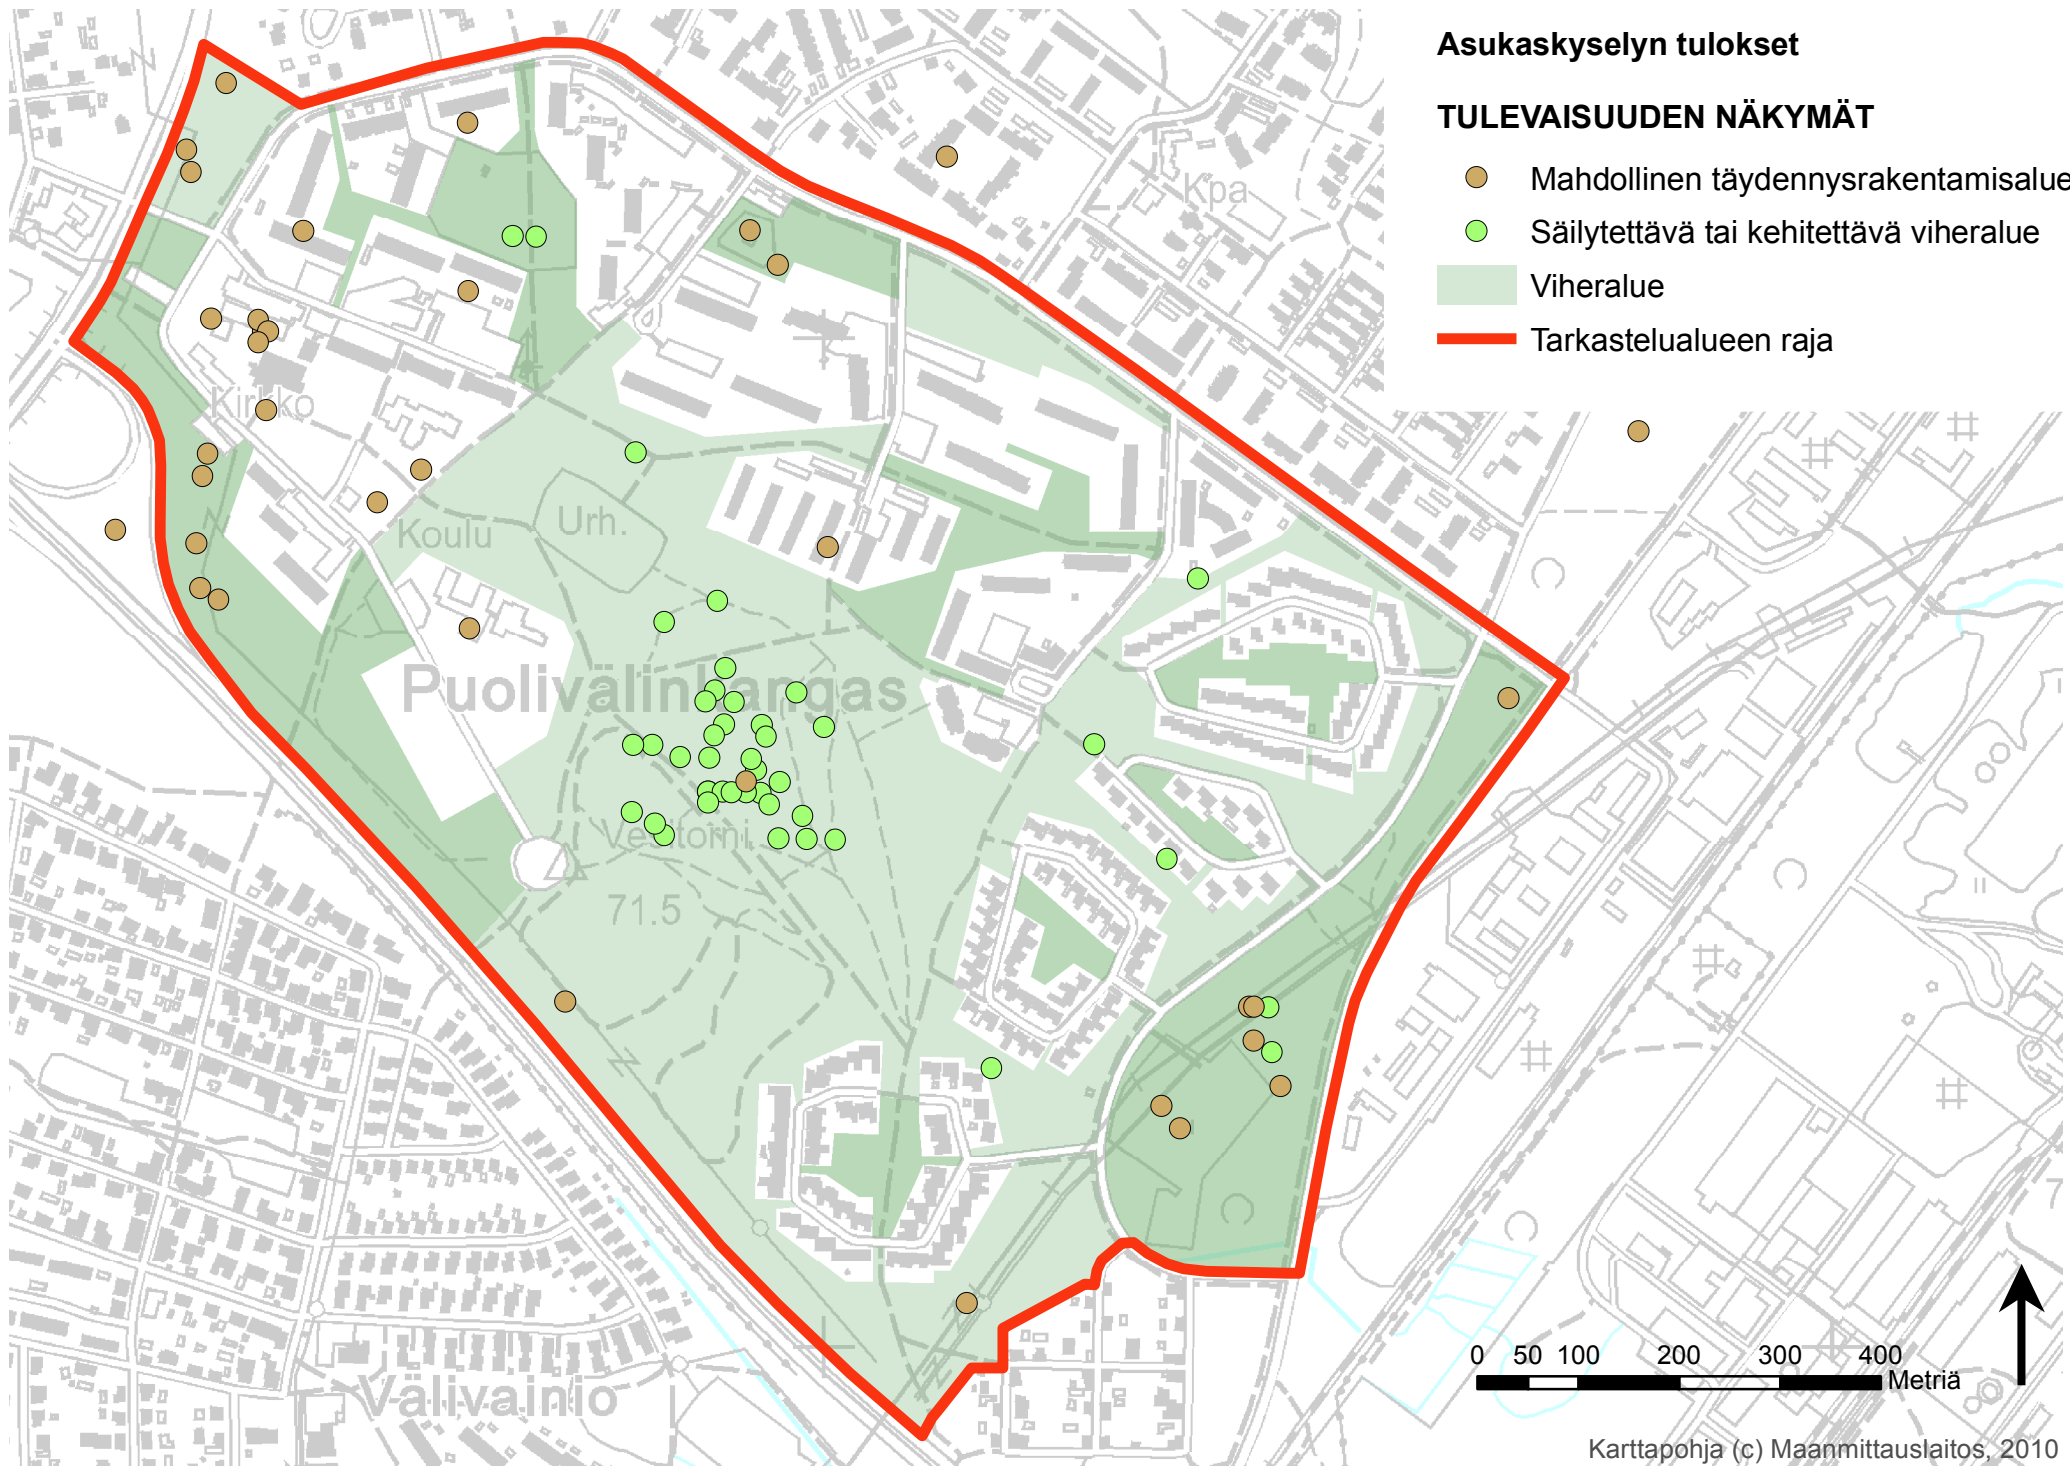 Asukaskyselyn tulokset
TULEVAISUUDEN NÄKYMÄT
Mahdollinen täydennysrakentamisalue
Säilytettävä tai kehitettävä viheralue
Viheralue
Tarkastelualueen raja
Kpa
Kirkko
Koulu
Urh.
Puolivälinkangas
Vesitorni
71.5
Välivainio
7
0 50 100 200 300 400
Metriä
Karttapohja (c) Maanmittauslaitos, 2010